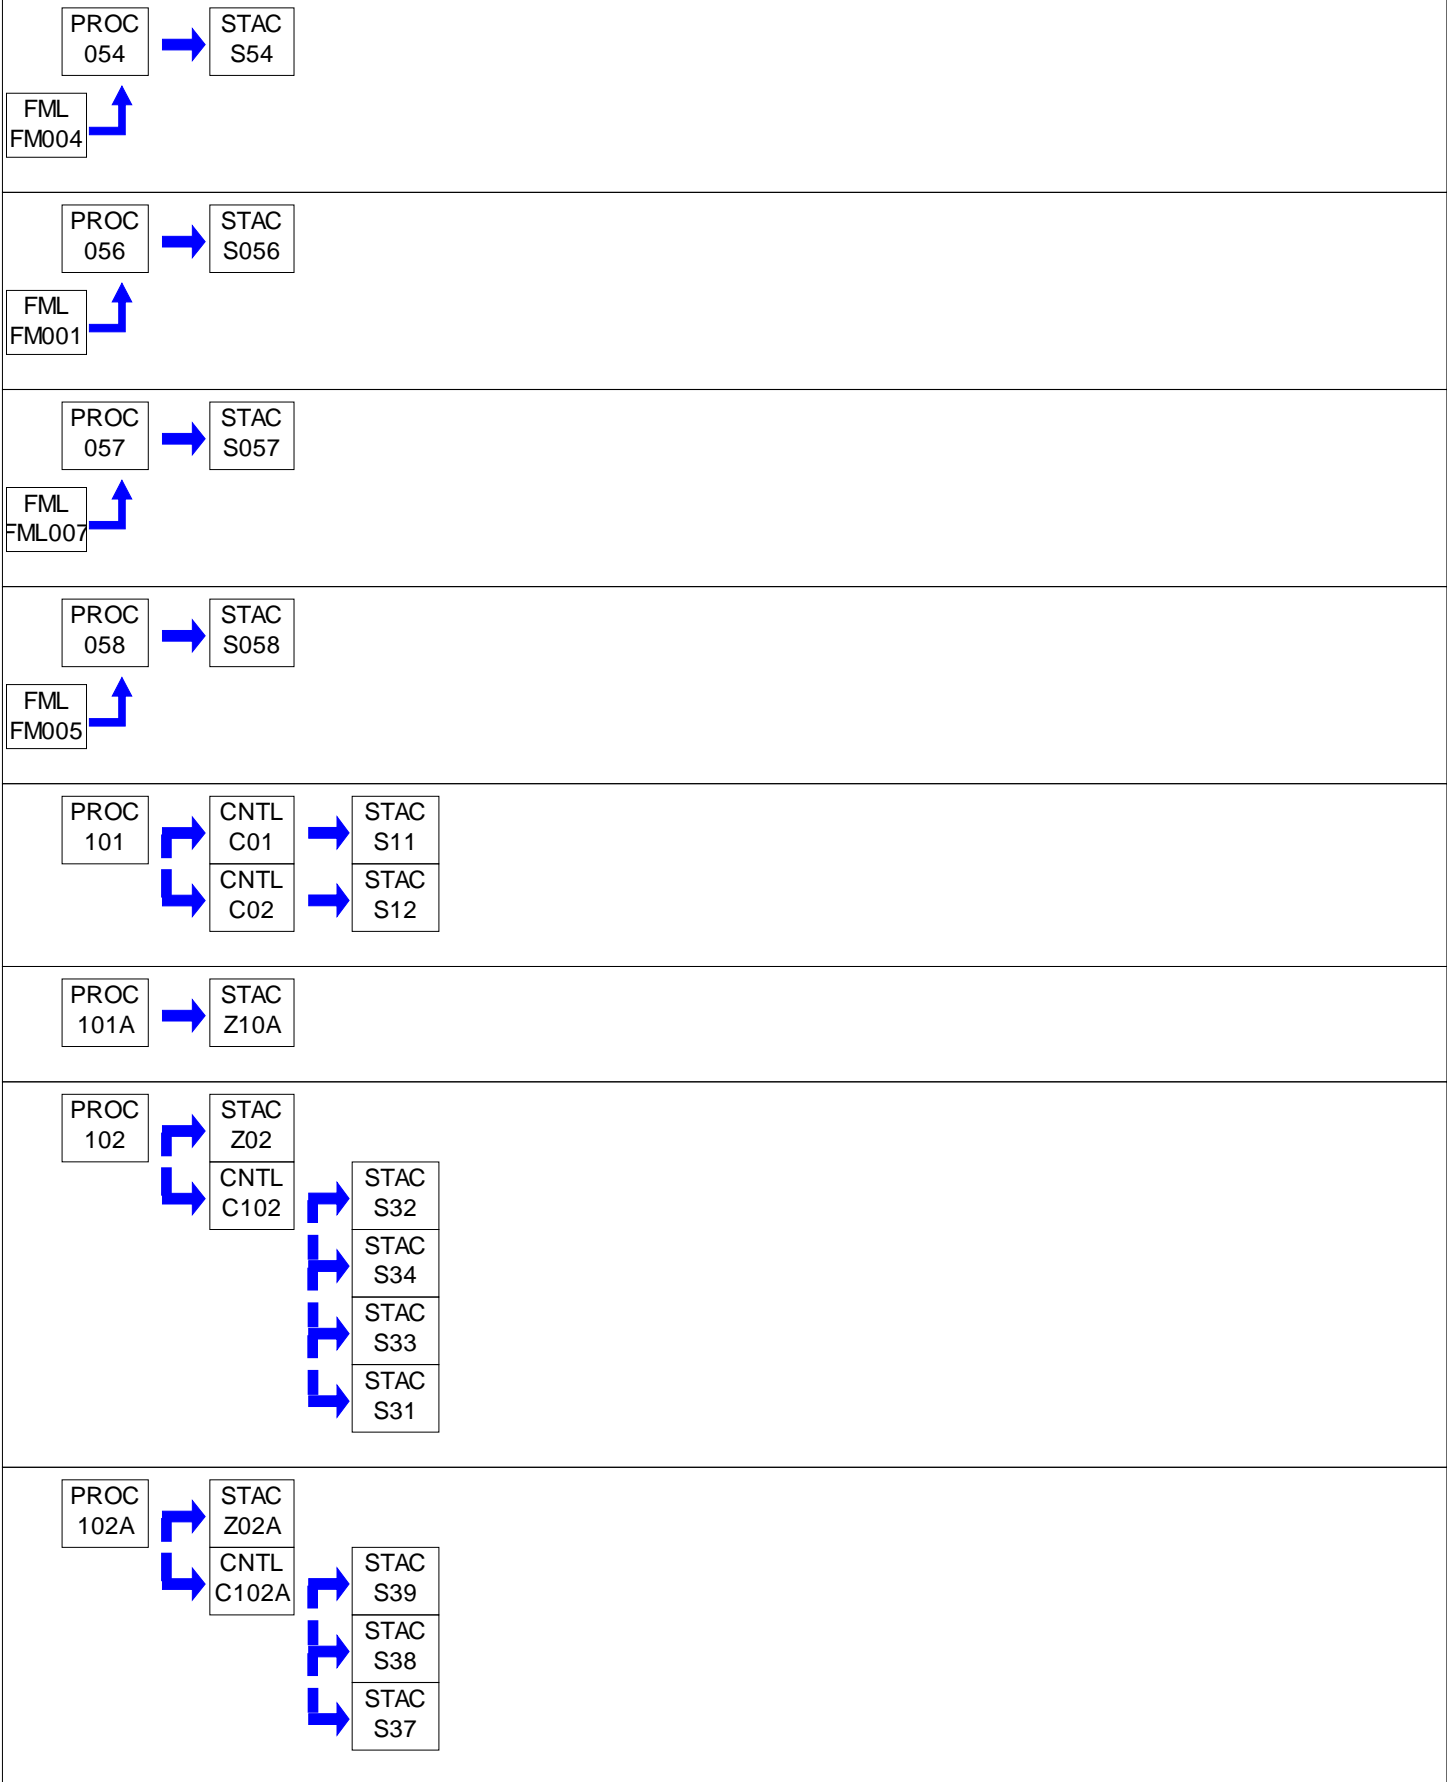 PROC
054
STAC
S54
FML
FM004
PROC
056
STAC
S056
FML
FM001
PROC
057
STAC
S057
FML
FML007
PROC
058
STAC
S058
FML
FM005
PROC
101
CNTL
C01
STAC
S11
CNTL
C02
STAC
S12
PROC
101A
STAC
Z10A
PROC
102
STAC
Z02
CNTL
C102
STAC
S32
STAC
S34
STAC
S33
STAC
S31
PROC
102A
STAC
Z02A
CNTL
C102A
STAC
S39
STAC
S38
STAC
S37